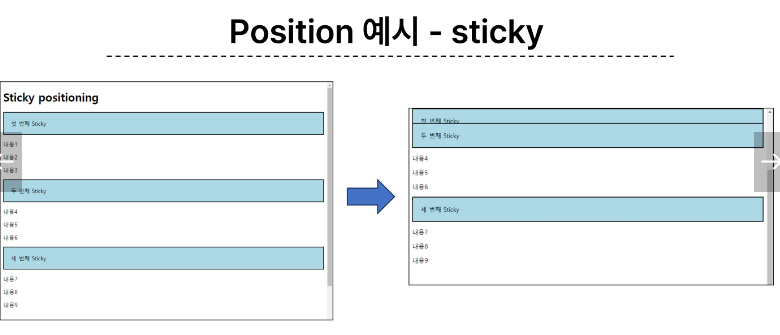 Position 예시 - sticky
Sticky positioning
첫 번째 Sticky
내용1
내용2
내용3
두 번째 Sticky
내용4
내용5
내용6
세 번째 Sticky
내용7
내용8
내용9
첫 번째 Sticky
두 번째 Sticky
내용4
내용5
내용6
세 번째 Sticky
내용7
내용8
내용9